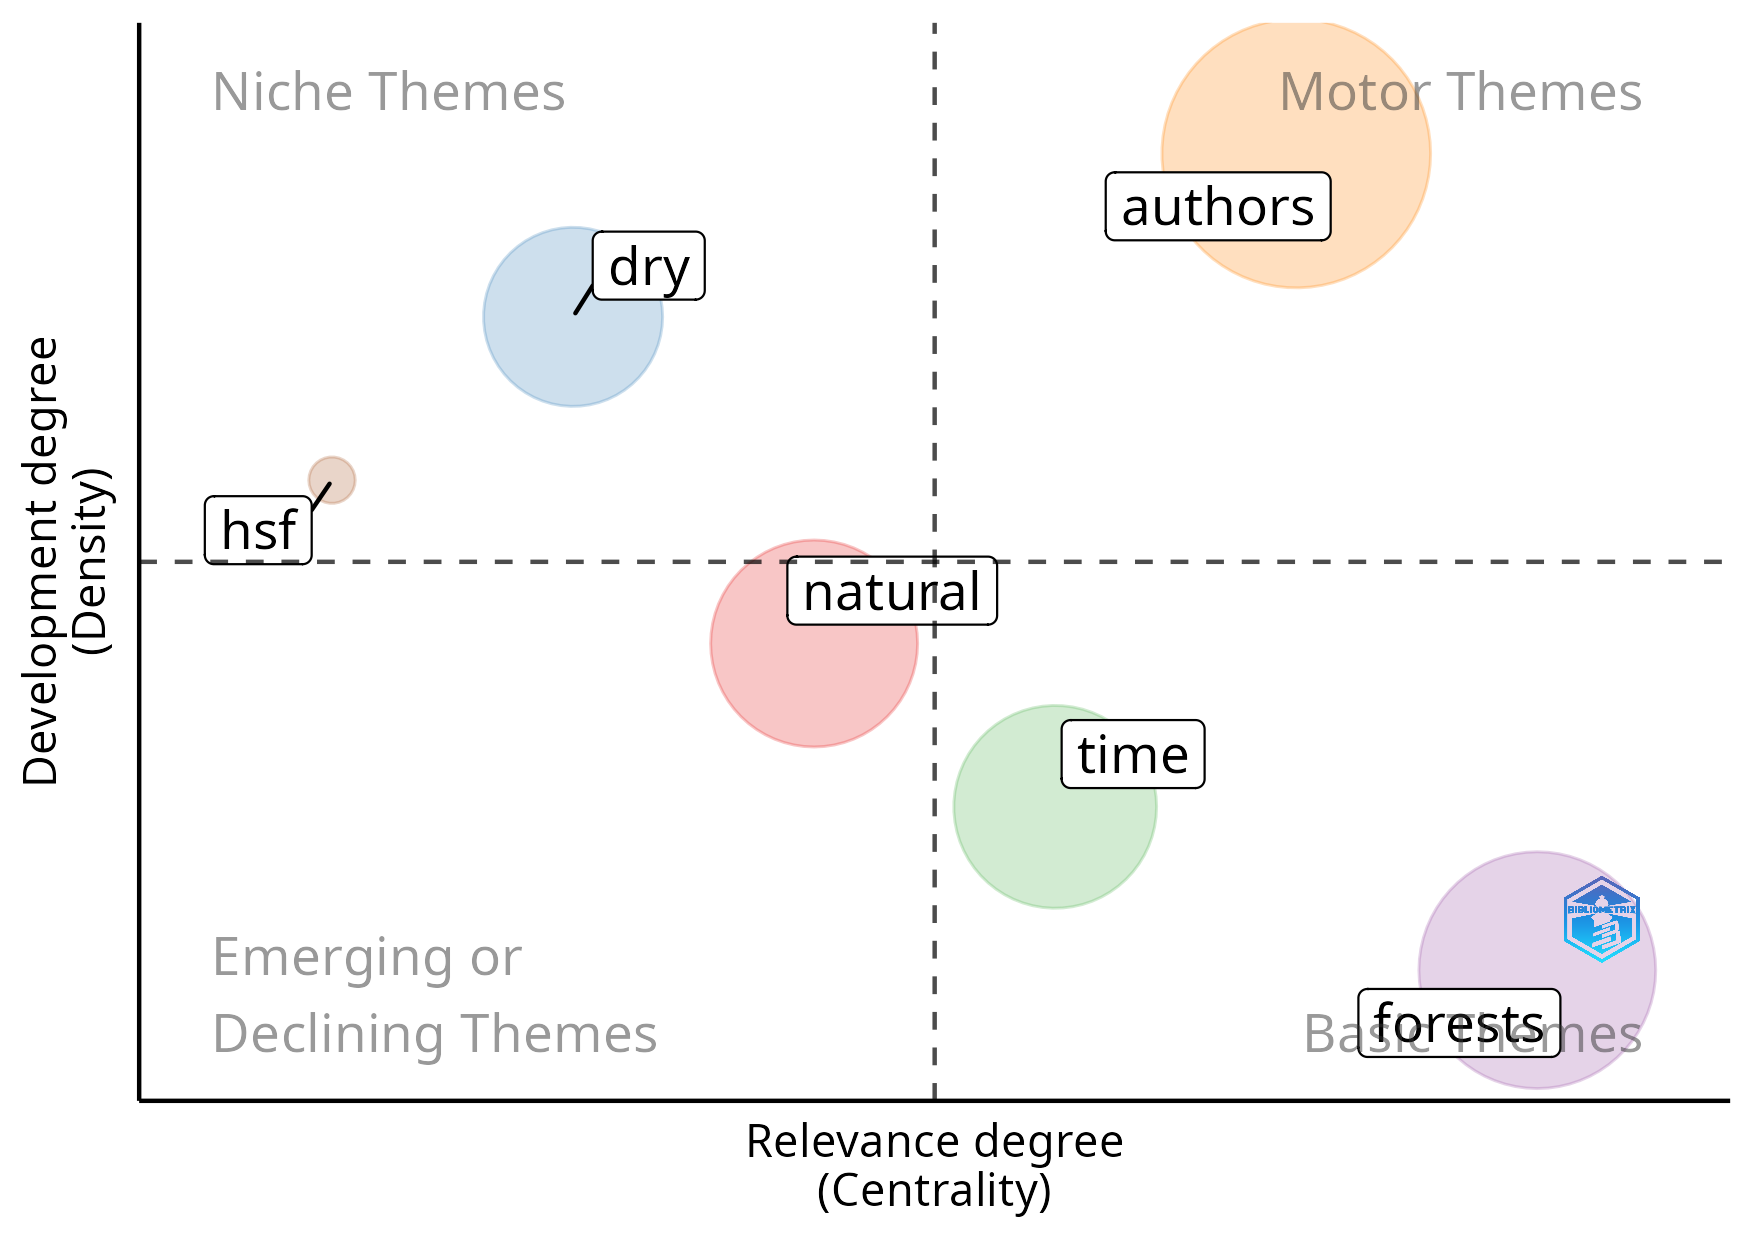 Niche Themes
Motor Themes
authors
dry
hsf
natural
time
forests
Emerging or
Declining Themes
Basic Themes
BIBLIOMETRIX
Development degree
(Density)
Relevance degree
(Centrality)